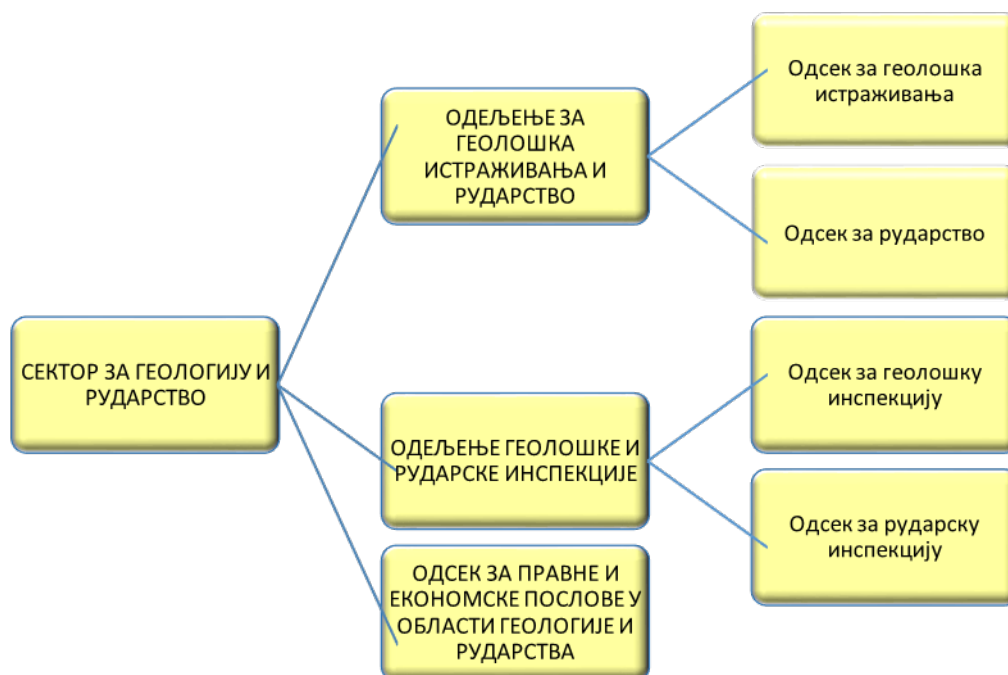 СЕКТОР ЗА ГЕОЛОГИЈУ И
РУДАРСТВО
ОДЕЉЕЊЕ ЗА
ГЕОЛОШКА
ИСТРАЖИВАЊА И
РУДАРСТВО
Одсек за геолошка
истраживања
Одсек за рударство
ОДЕЉЕЊЕ ГЕОЛОШКЕ И
РУДАРСКЕ ИНСПЕКЦИЈЕ
Одсек за геолошку
инспекцију
Одсек за рударску
инспекцију
ОДСЕК ЗА ПРАВНЕ И
ЕКОНОМСКЕ ПОСЛОВЕ У
ОБЛАСТИ ГЕОЛОГИЈЕ И
РУДАРСТВА